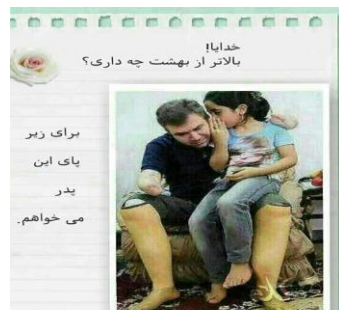 خدایا!
بالاتر از بهشت چه داری؟
برای زیر
پای این
پدر
می خواهم.